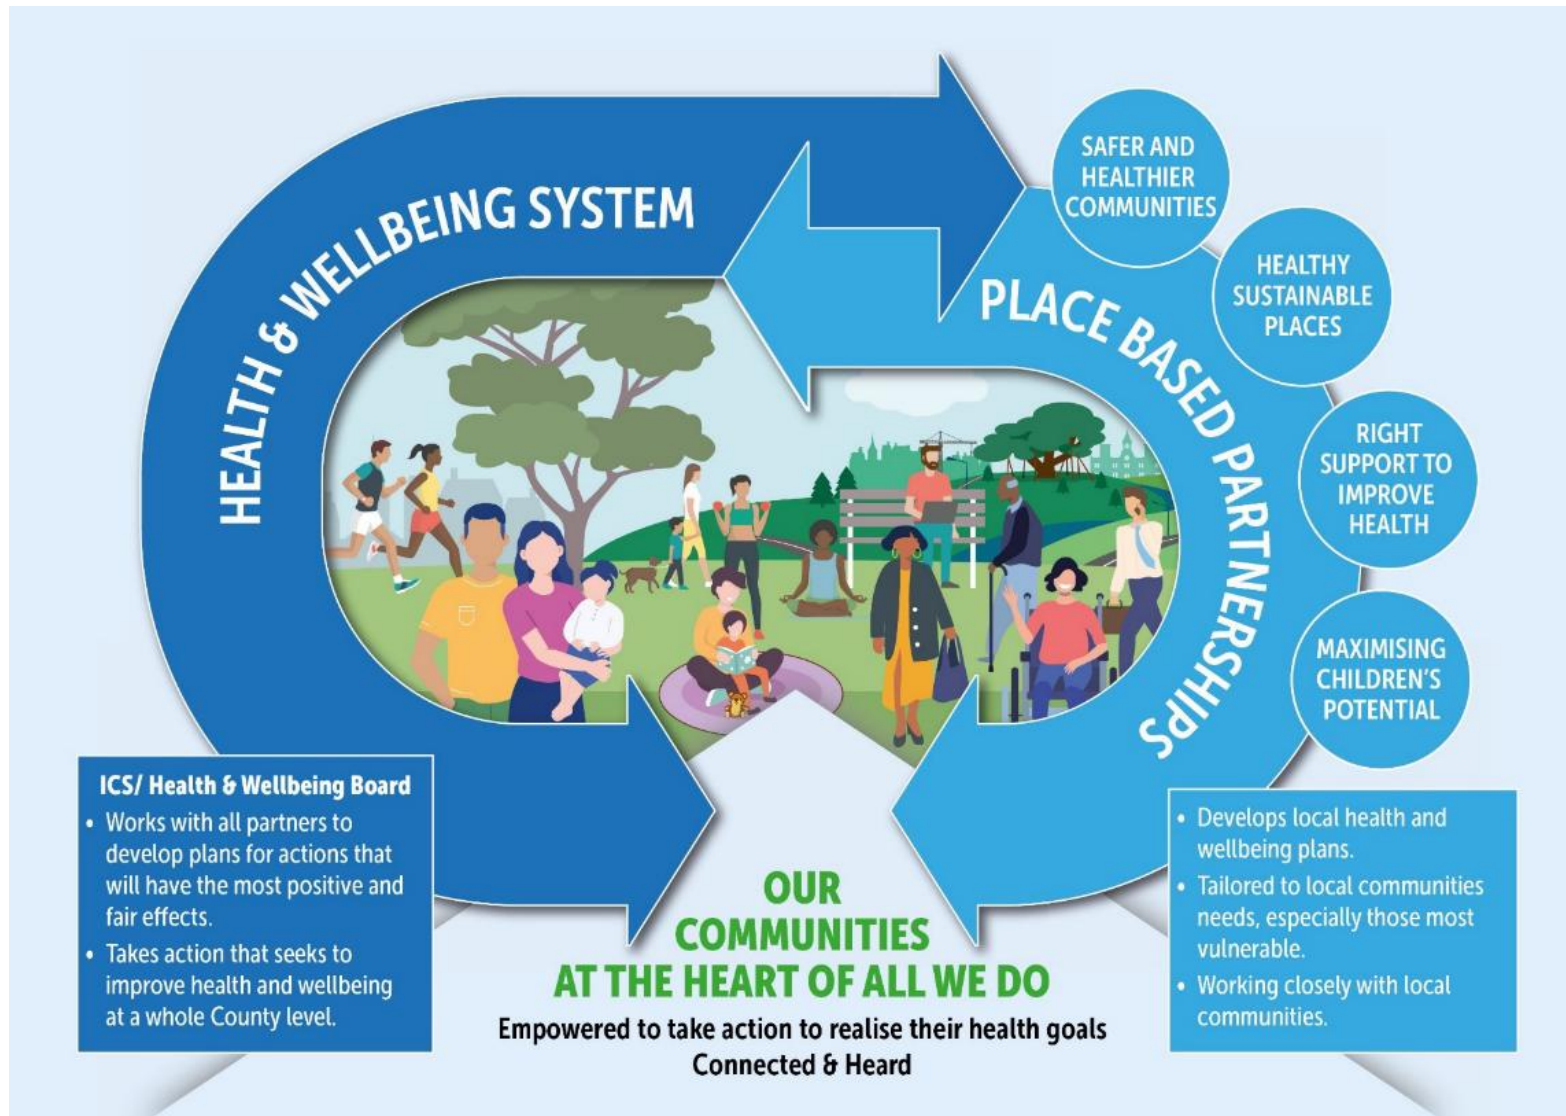 HEALTH & WELLBEING SYSTEM
PLACE BASED PARTNERSHIPS
SAFER AND
HEALTHIER
COMMUNITIES
HEALTHY
SUSTAINABLE
PLACES
RIGHT
SUPPORT TO
IMPROVE
HEALTH
MAXIMISING
CHILDREN'S
POTENTIAL
ICS/ Health & Wellbeing Board
• Works with all partners to
develop plans for actions that
will have the most positive and
fair effects.
• Takes action that seeks to
improve health and wellbeing
at a whole County level.
OUR
COMMUNITIES
AT THE HEART OF ALL WE DO
Empowered to take action to realise their health goals
Connected & Heard
• Develops local health and
wellbeing plans.
• Tailored to local communities
needs, especially those most
vulnerable.
• Working closely with local
communities.